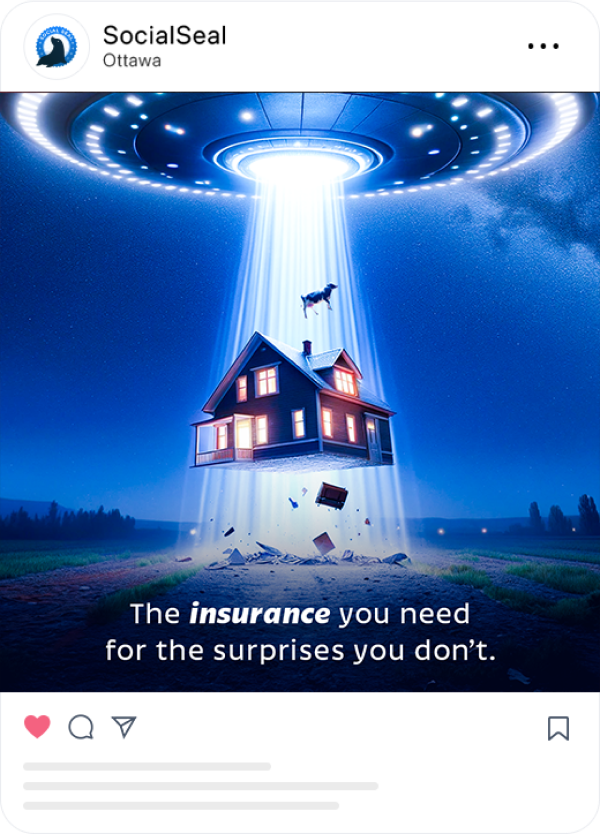 SocialSeal
Ottawa
The insurance you need
for the surprises you don't.